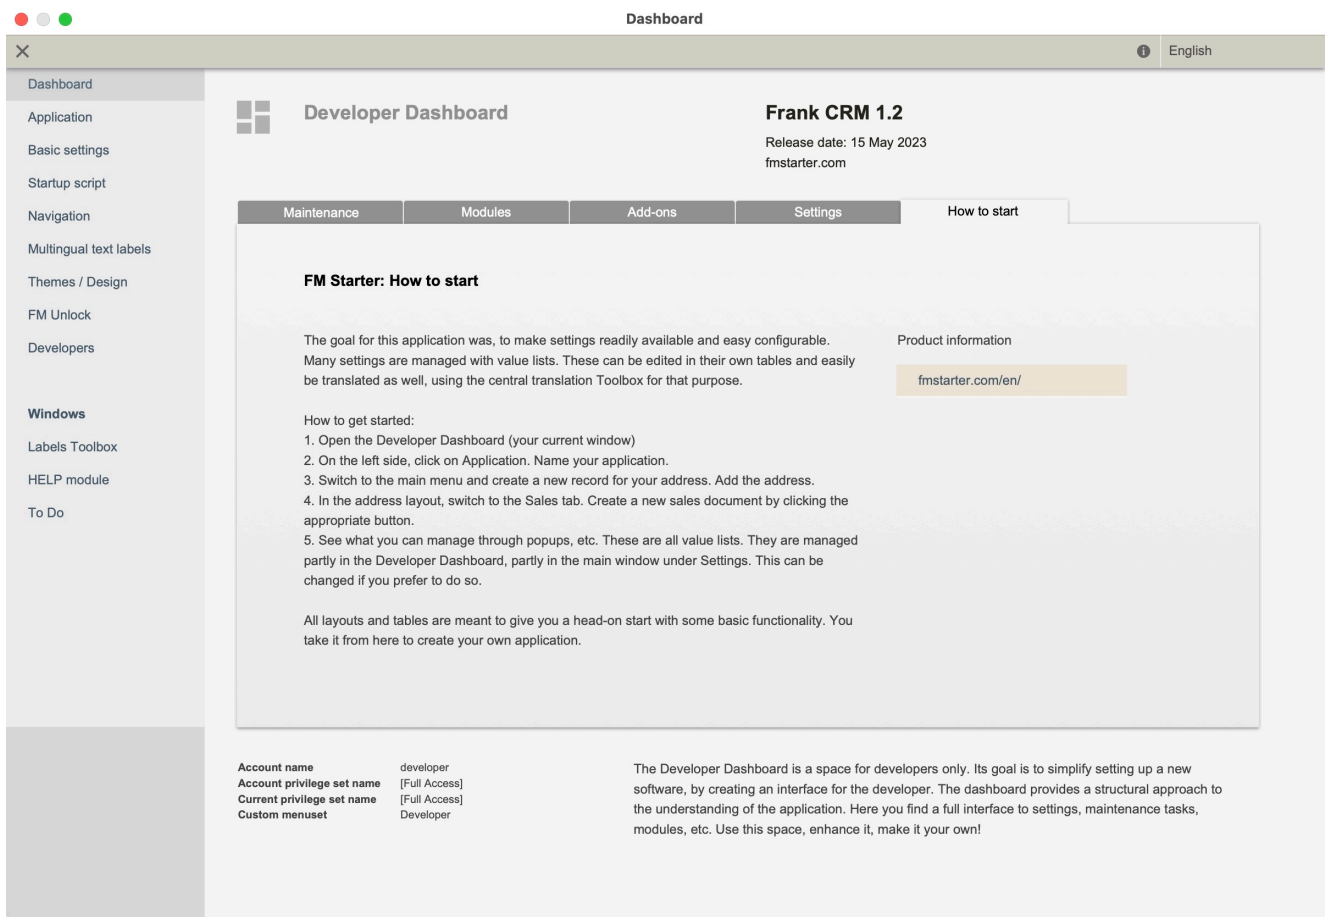 Dashboard
English
Dashboard
Application
Basic settings
Startup script
Navigation
Multingual text labels
Themes / Design
FM Unlock
Developers
Windows
Labels Toolbox
HELP module
To Do
Developer Dashboard
Frank CRM 1.2
Release date: 15 May 2023
fmstarter.com
Maintenance
Modules
Add-ons
Settings
How to start
FM Starter: How to start
The goal for this application was, to make settings readily available and easy configurable.
Many settings are managed with value lists. These can be edited in their own tables and easily
be translated as well, using the central translation Toolbox for that purpose.
How to get started:
1. Open the Developer Dashboard (your current window)
2. On the left side, click on Application. Name your application.
3. Switch to the main menu and create a new record for your address. Add the address.
4. In the address layout, switch to the Sales tab. Create a new sales document by clicking the
appropriate button.
5. See what you can manage through popups, etc. These are all value lists. They are managed
partly in the Developer Dashboard, partly in the main window under Settings. This can be
changed if you prefer to do so.
All layouts and tables are meant to give you a head-on start with some basic functionality. You
take it from here to create your own application.
Product information
fmstarter.com/en/
Account name developer
Account privilege set name [Full Access]
Current privilege set name [Full Access]
Custom menuset Developer
The Developer Dashboard is a space for developers only. Its goal is to simplify setting up a new
software, by creating an interface for the developer. The dashboard provides a structural approach to
the understanding of the application. Here you find a full interface to settings, maintenance tasks,
modules, etc. Use this space, enhance it, make it your own!